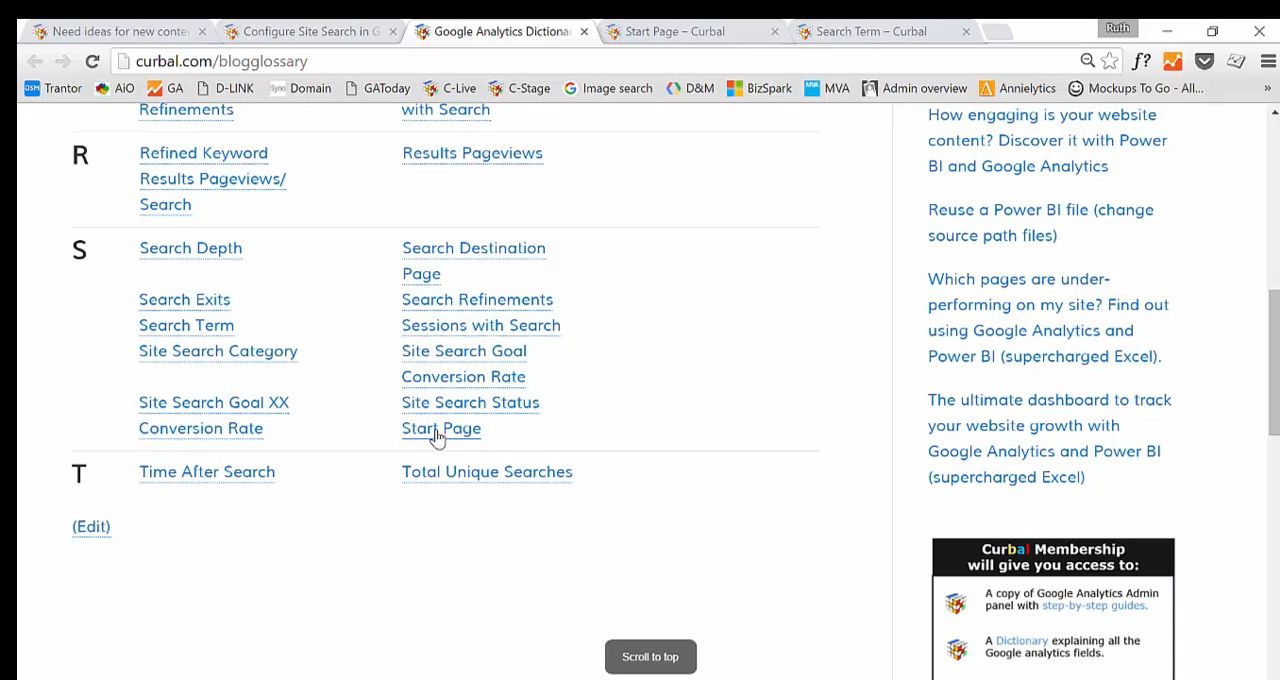 Need ideas for new conte
Configure Site Search in G
Google Analytics Dictiona
Start Page – Curbal
Search Term – Curbal
Ruth
curbal.com/blogglossary
f?
Trantor
AiO
GA
D-LINK
Domain
GAToday
C-Live
C-Stage
Image search
D&M
BizSpark
MVA
Admin overview
Annielytics
Mockups To Go - All...
»
Refinements
with Search
R
Refined Keyword
Results Pageviews
Results Pageviews/
Search
S
Search Depth
Search Destination
Page
Search Exits
Search Refinements
Search Term
Sessions with Search
Site Search Category
Site Search Goal
Conversion Rate
Site Search Goal XX
Site Search Status
Conversion Rate
Start Page
T
Time After Search
Total Unique Searches
(Edit)
Scroll to top
How engaging is your website
content? Discover it with Power
BI and Google Analytics
Reuse a Power BI file (change
source path files)
Which pages are under-
performing on my site? Find out
using Google Analytics and
Power BI (supercharged Excel).
The ultimate dashboard to track
your website growth with
Google Analytics and Power BI
(supercharged Excel)
Curbal Membership
will give you access to:
A copy of Google Analytics Admin
panel with step-by-step guides.
A Dictionary explaining all the
Google analytics fields.